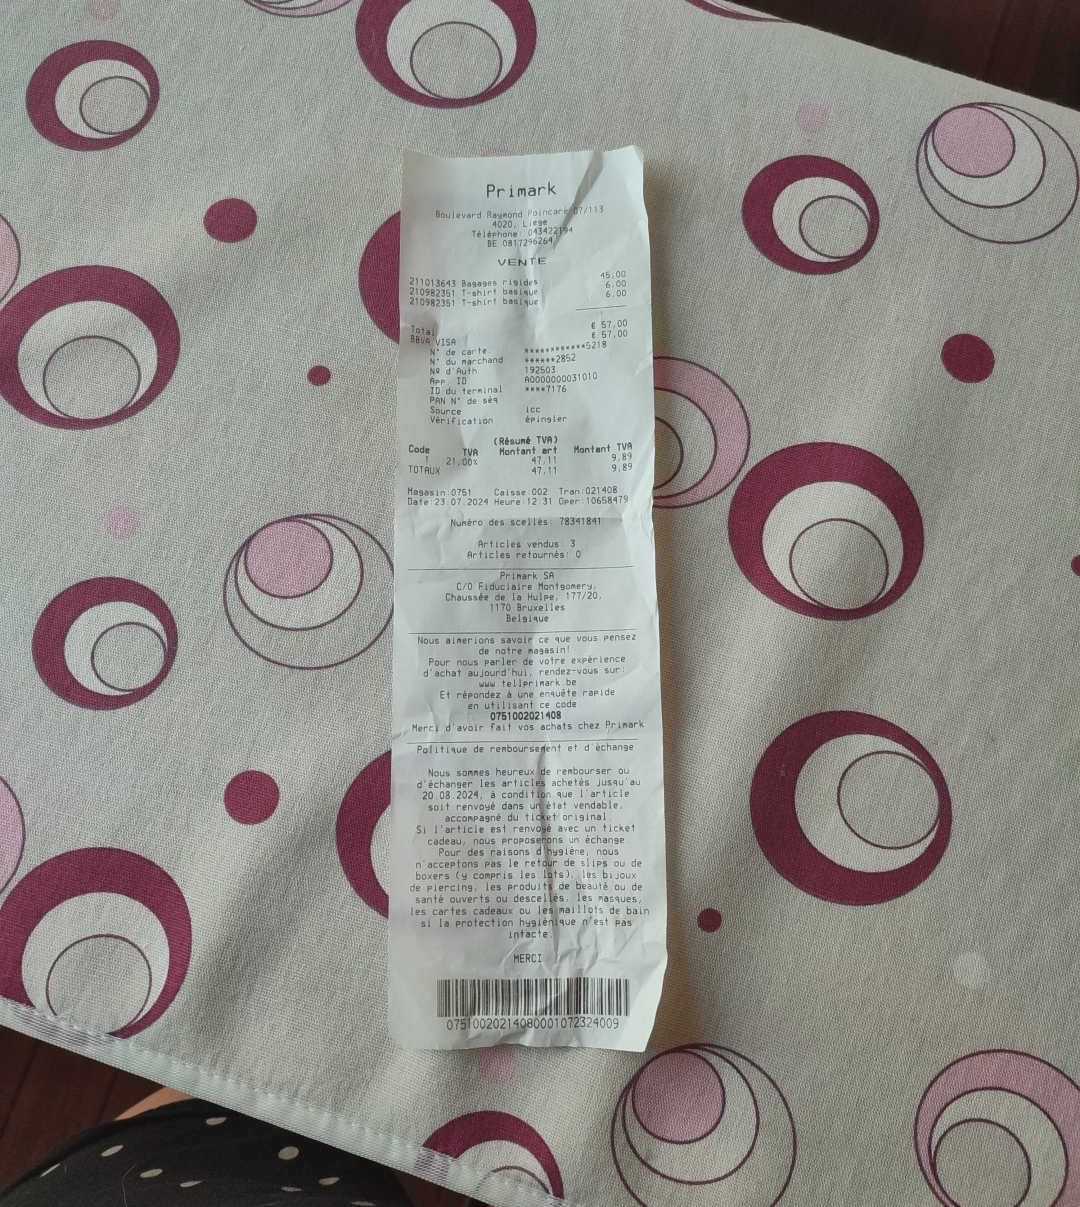 Primark
Boulevard Raymond Poincaré 07/113
4020, Liege
Téléphone: 043422194
BE 0817296264
VENTE
211013643 Bagages rigides 45,00
210982351 T-shirt basique 6,00
210982351 T-shirt basique 6,00
Total € 57,00
BBVA VISA € 57,00
N° de carte ************5218
N° du marchand ******2852
Nº d'Auth 192503
App. ID A0000000031010
ID du terminal ****7176
PAN N° de séq
Source icc
Vérification épingler
(Résumé TVA)
Code TVA Montant art Montant TVA
1 21,00% 47,11 9,89
TOTAUX 47,11 9,89
Magasin:0751 Caisse:002 Tran:021408
Date:23.07.2024 Heure:12:31 Oper:10658479
Numéro des scellés: 78341841
Articles vendus: 3
Articles retournés: 0
Primark SA
C/O Fiduciaire Montgomery,
Chaussée de la Hulpe, 177/20,
1170 Bruxelles
Belgique
Nous aimerions savoir ce que vous pensez
de notre magasin!
Pour nous parler de votre expérience
d'achat aujourd'hui, rendez-vous sur:
www.tellprimark.be
Et répondez à une enquête rapide
en utilisant ce code
0751002021408
Merci d'avoir fait vos achats chez Primark
Politique de remboursement et d'échange
Nous sommes heureux de rembourser ou
d'échanger les articles achetés jusqu'au
20.08 2024, à condition que l'article
soit renvoyé dans un état vendable,
accompagné du ticket original.
Si l'article est renvoyé avec un ticket
cadeau, nous proposerons un échange
Pour des raisons d'hygiène, nous
n'acceptons pas le retour de slips ou de
boxers (y compris les lots), les bijoux
de piercing, les produits de beauté ou de
santé ouverts ou descellés, les masques,
les cartes cadeaux ou les maillots de bain
si la protection hygiénique n'est pas
intacte.
MERCI
07510020214080001072324009